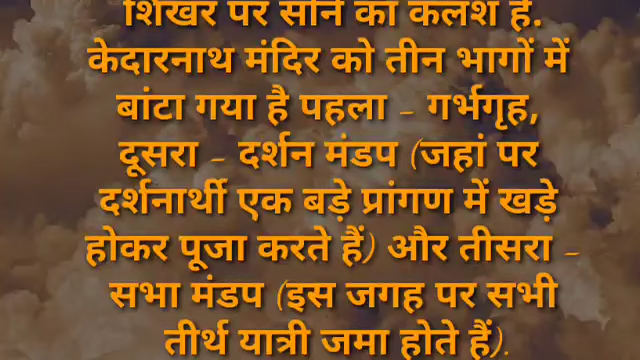 शिखर पर सोने का कलश है.
केदारनाथ मंदिर को तीन भागों में
बांटा गया है पहला - गर्भगृह,
दूसरा - दर्शन मंडप (जहां पर
दर्शनार्थी एक बड़े प्रांगण में खड़े
होकर पूजा करते हैं) और तीसरा -
सभा मंडप (इस जगह पर सभी
तीर्थ यात्री जमा होते हैं).